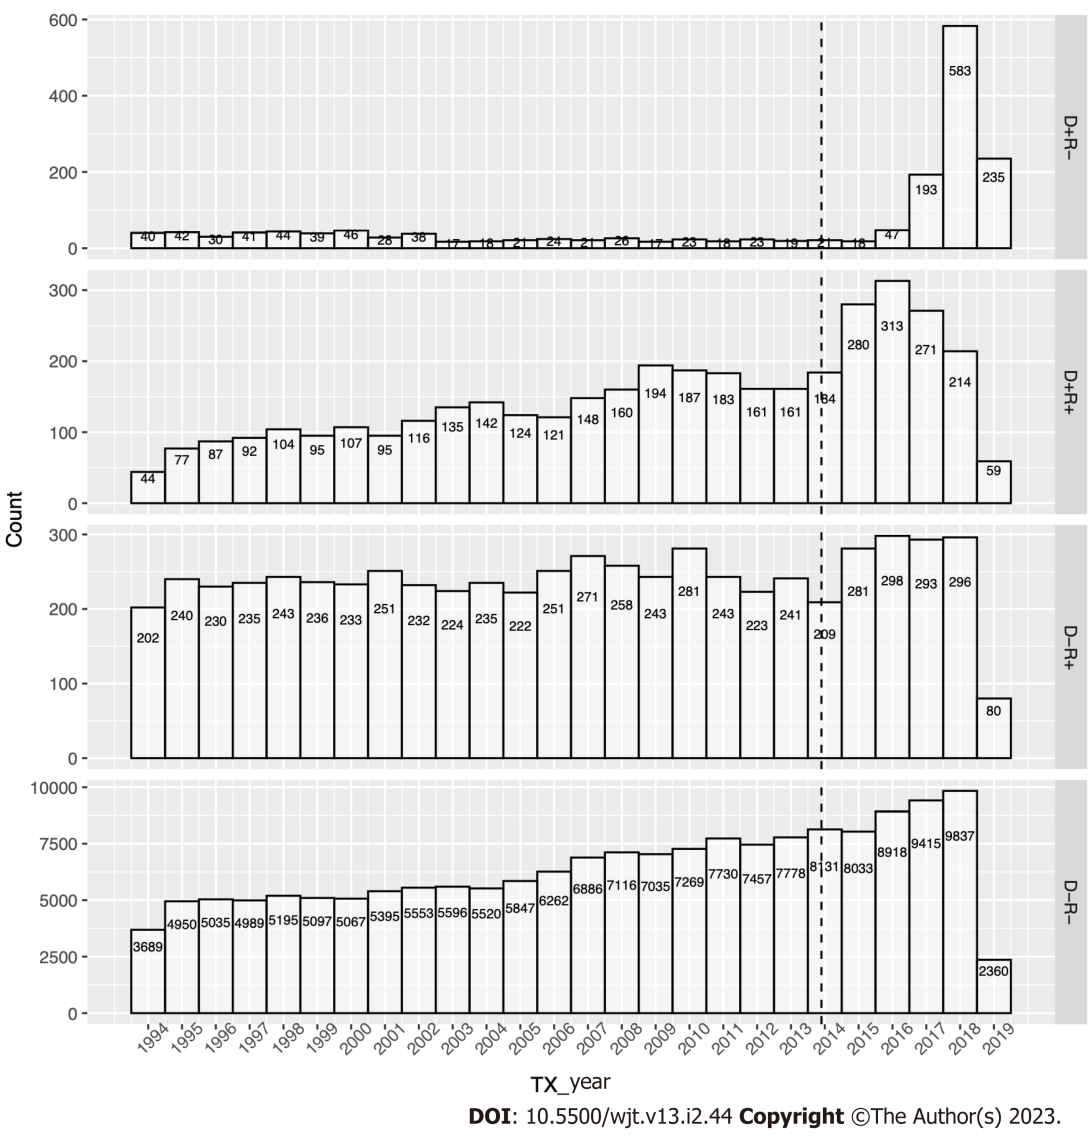 600
400
200
0
40 42 30 41 44 39 46 28 38 17 18 21 24 21 26 17 23 18 23 19 21 18 47 193 583 235
D+R−
300
200
100
0
44 77 87 92 104 95 107 95 116 135 142 124 121 148 160 194 187 183 161 161 184 280 313 271 214 59
D+R+
Count
300
200
100
0
202 240 230 235 243 236 233 251 232 224 235 222 251 271 258 243 281 243 223 241 209 281 298 293 296 80
D−R+
10000
7500
5000
2500
0
3689 4950 5035 4989 5195 5097 5067 5395 5553 5596 5520 5847 6262 6886 7116 7035 7269 7730 7457 7778 8131 8033 8918 9415 9837 2360
D−R−
1994 1995 1996 1997 1998 1999 2000 2001 2002 2003 2004 2005 2006 2007 2008 2009 2010 2011 2012 2013 2014 2015 2016 2017 2018 2019
TX_year
DOI: 10.5500/wjt.v13.i2.44 Copyright ©The Author(s) 2023.